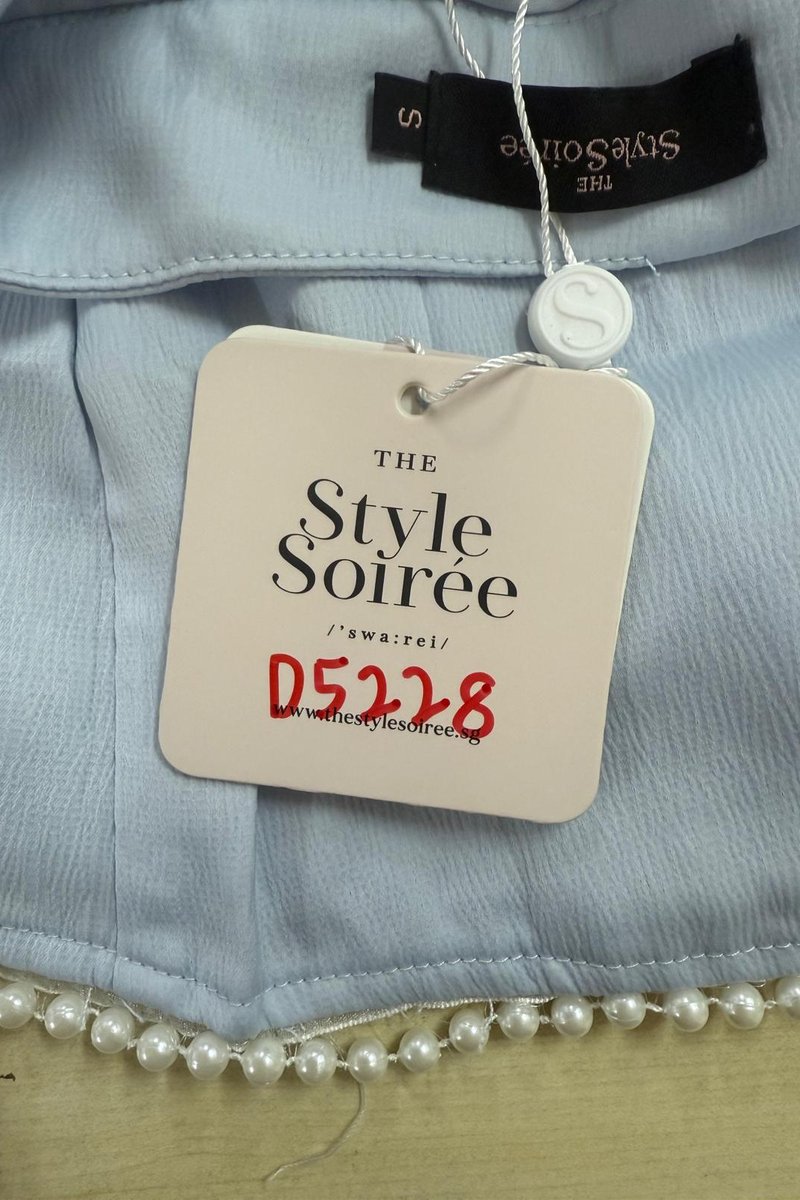 S
THE
StyleSoirée
S
THE
Style
Soirée
/'swa:rei/
D5228
www.thestylesoiree.sg